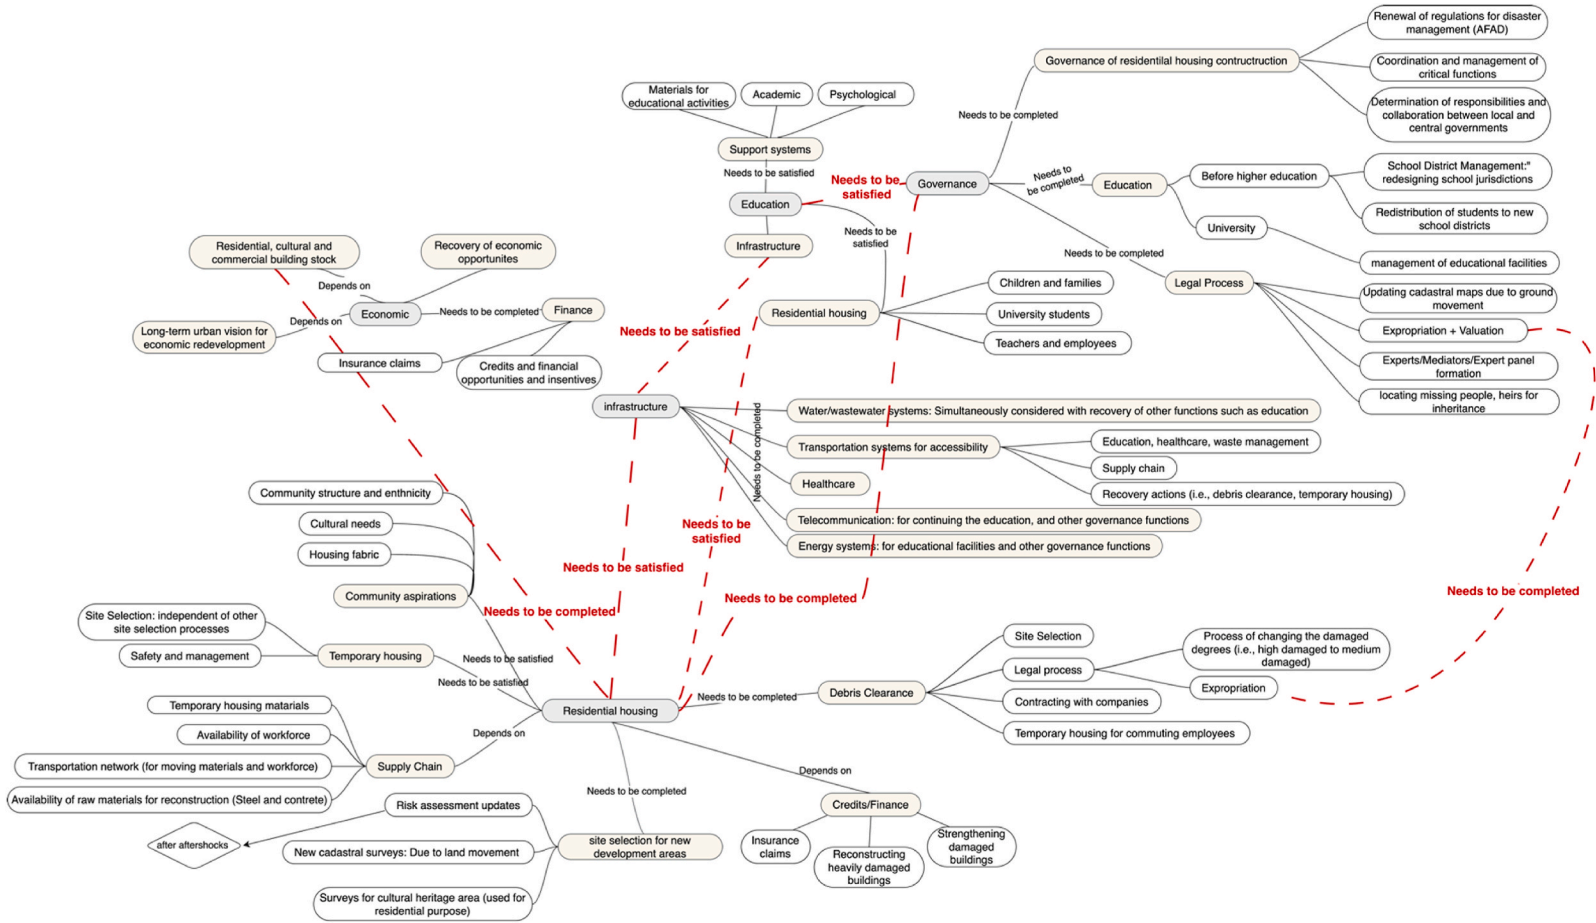 Renewal of regulations for disaster
management (AFAD)
Governance of residentilal housing contructruction
Coordination and management of
critical functions
Determination of responsibilities and
collaboration between local and
central governments
Needs to be completed
Materials for
educational activities
Academic
Psychological
Support systems
Needs to be satisfied
Education
Infrastructure
Needs to be
satisfied
Governance
Needs to
be completed
Education
Before higher education
School District Management:"
redesigning school jurisdictions
Redistribution of students to new
school districts
University
management of educational facilities
Needs to be completed
Legal Process
Updating cadastral maps due to ground
movement
Expropriation + Valuation
Experts/Mediators/Expert panel
formation
locating missing people, heirs for
inheritance
Needs to be
satisfied
Residential housing
Children and families
University students
Teachers and employees
Residential, cultural and
commercial building stock
Recovery of economic
opportunites
Depends on
Economic
Needs to be completed
Finance
Depends on
Long-term urban vision for
economic redevelopment
Insurance claims
Credits and financial
opportunities and insentives
Needs to be satisfied
infrastructure
Needs to be completed
Water/wastewater systems: Simultaneously considered with recovery of other functions such as education
Transportation systems for accessibility
Education, healthcare, waste management
Supply chain
Recovery actions (i.e., debris clearance, temporary housing)
Healthcare
Telecommunication: for continuing the education, and other governance functions
Energy systems: for educational facilities and other governance functions
Needs to be
satisfied
Needs to be satisfied
Needs to be completed
Needs to be completed
Needs to be completed
Community structure and enthnicity
Cultural needs
Housing fabric
Community aspirations
Site Selection: independent of other
site selection processes
Safety and management
Temporary housing
Needs to be satisfied
Needs to be satisfied
Residential housing
Needs to be completed
Debris Clearance
Site Selection
Legal process
Process of changing the damaged
degrees (i.e., high damaged to medium
damaged)
Expropriation
Contracting with companies
Temporary housing for commuting employees
Temporary housing matarials
Availability of workforce
Transportation network (for moving materials and workforce)
Availability of raw materials for reconstruction (Steel and contrete)
Supply Chain
Depends on
Needs to be completed
Depends on
Credits/Finance
Insurance
claims
Reconstructing
heavily damaged
buildings
Strengthening
damaged
buildings
Risk assessment updates
after aftershocks
New cadastral surveys: Due to land movement
site selection for new
development areas
Surveys for cultural heritage area (used for
residential purpose)